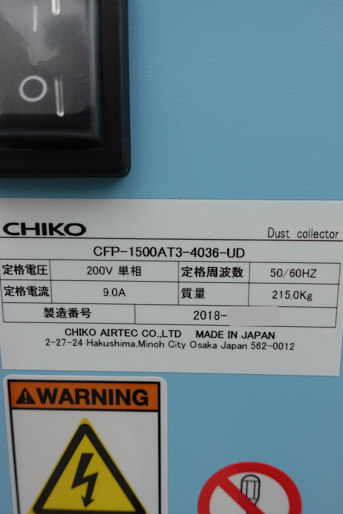 CHIKO Dust collector
CFP-1500AT3-4036-UD
定格電圧 200V 単相 定格周波数 50/60HZ
定格電流 9.0A 質量 215.0Kg
製造番号 2018-
CHIKO AIRTEC CO.,LTD MADE IN JAPAN
2-27-24 Hakushima,Minoh City Osaka Japan 562-0012
WARNING